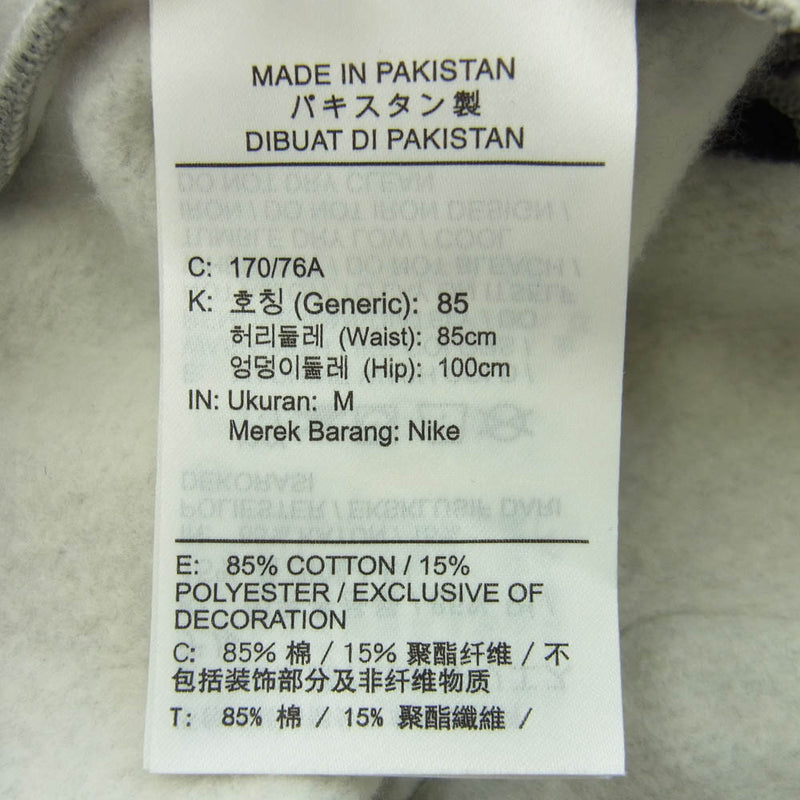 MADE IN PAKISTAN
パキスタン製
DIBUAT DI PAKISTAN
C: 170/76A
K: 호칭 (Generic): 85
허리둘레 (Waist): 85cm
엉덩이둘레 (Hip): 100cm
IN: Ukuran: M
Merek Barang: Nike
E: 85% COTTON / 15%
POLYESTER / EXCLUSIVE OF
DECORATION
C: 85% 棉 / 15% 聚酯纤维 / 不
包括装饰部分及非纤维物质
T: 85% 棉 / 15% 聚酯纖維 /